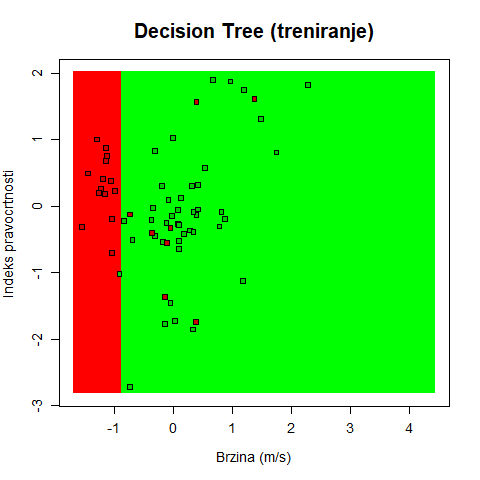 Decision Tree (treniranje)
Indeks pravocrtnosti
2
1
0
-1
-2
-3
-1 0 1 2 3 4
Brzina (m/s)